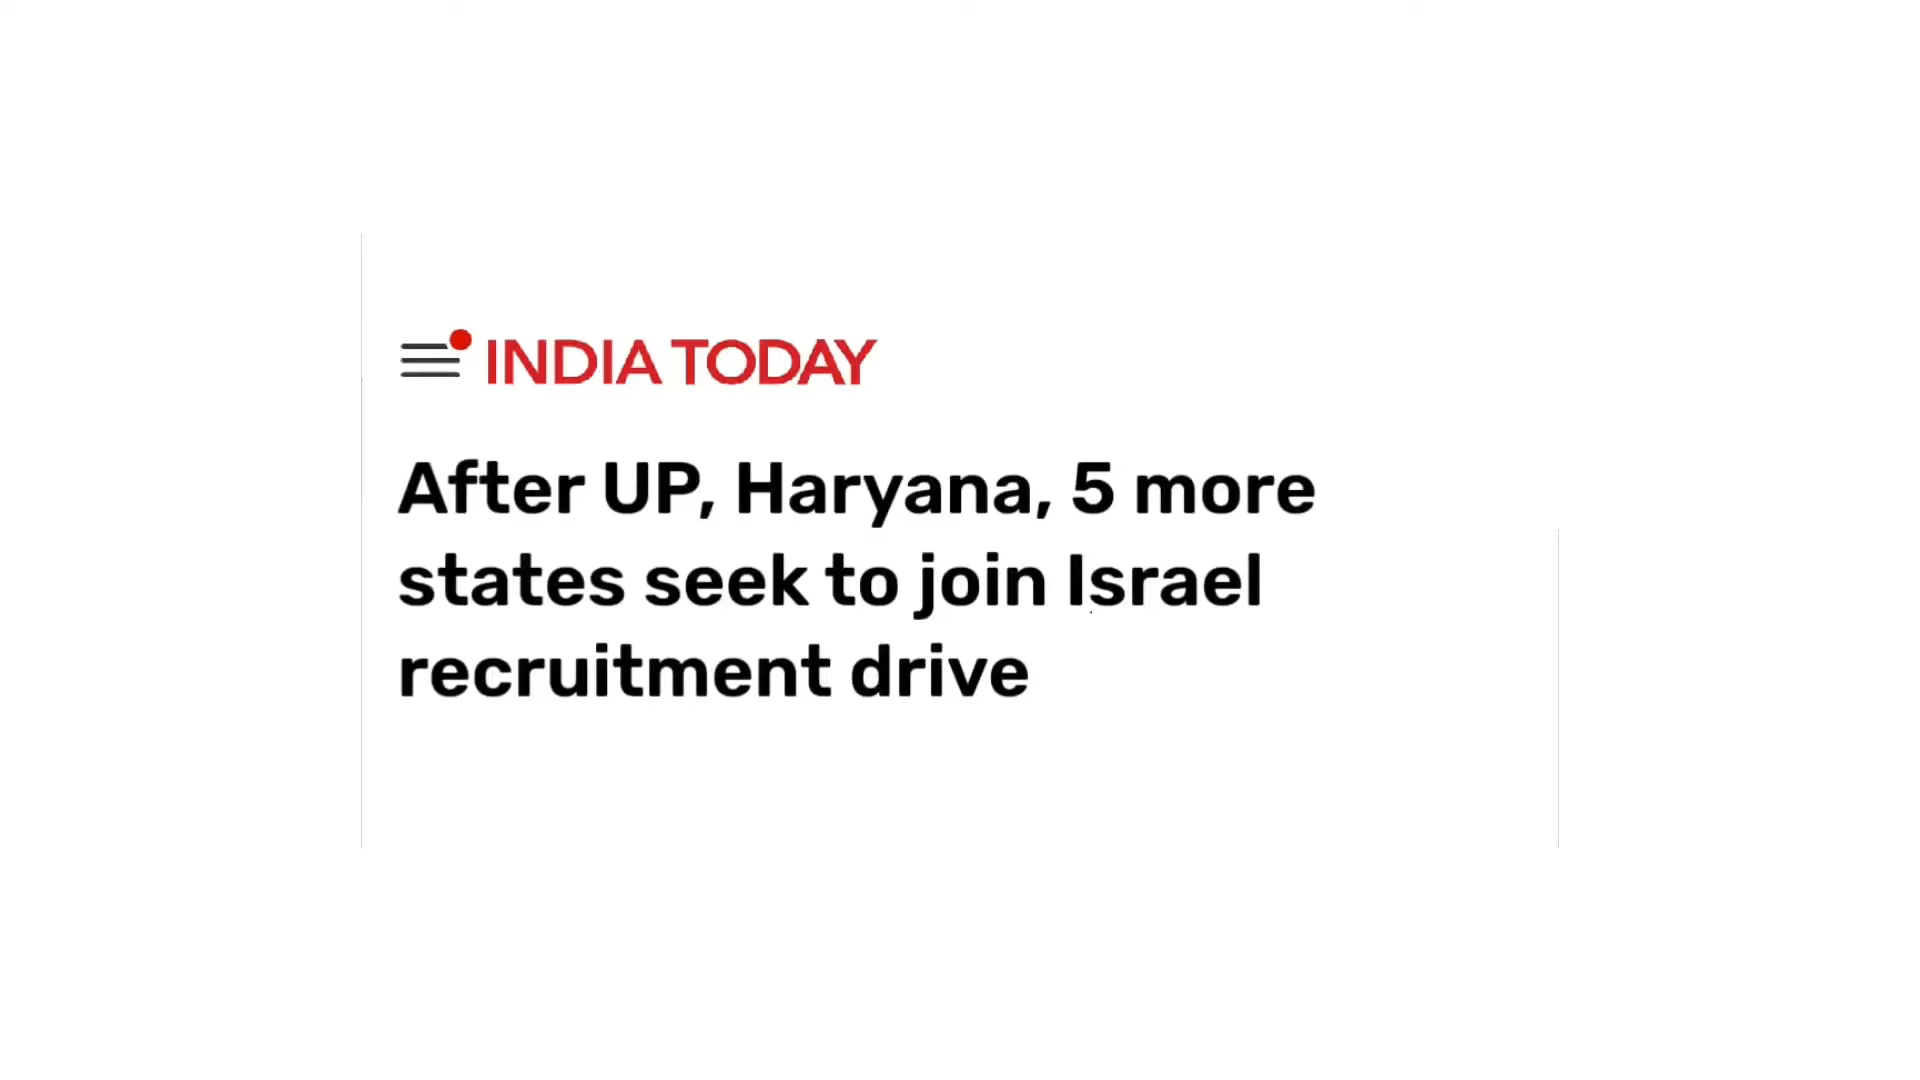 INDIA TODAY
After UP, Haryana, 5 more
states seek to join Israel
recruitment drive